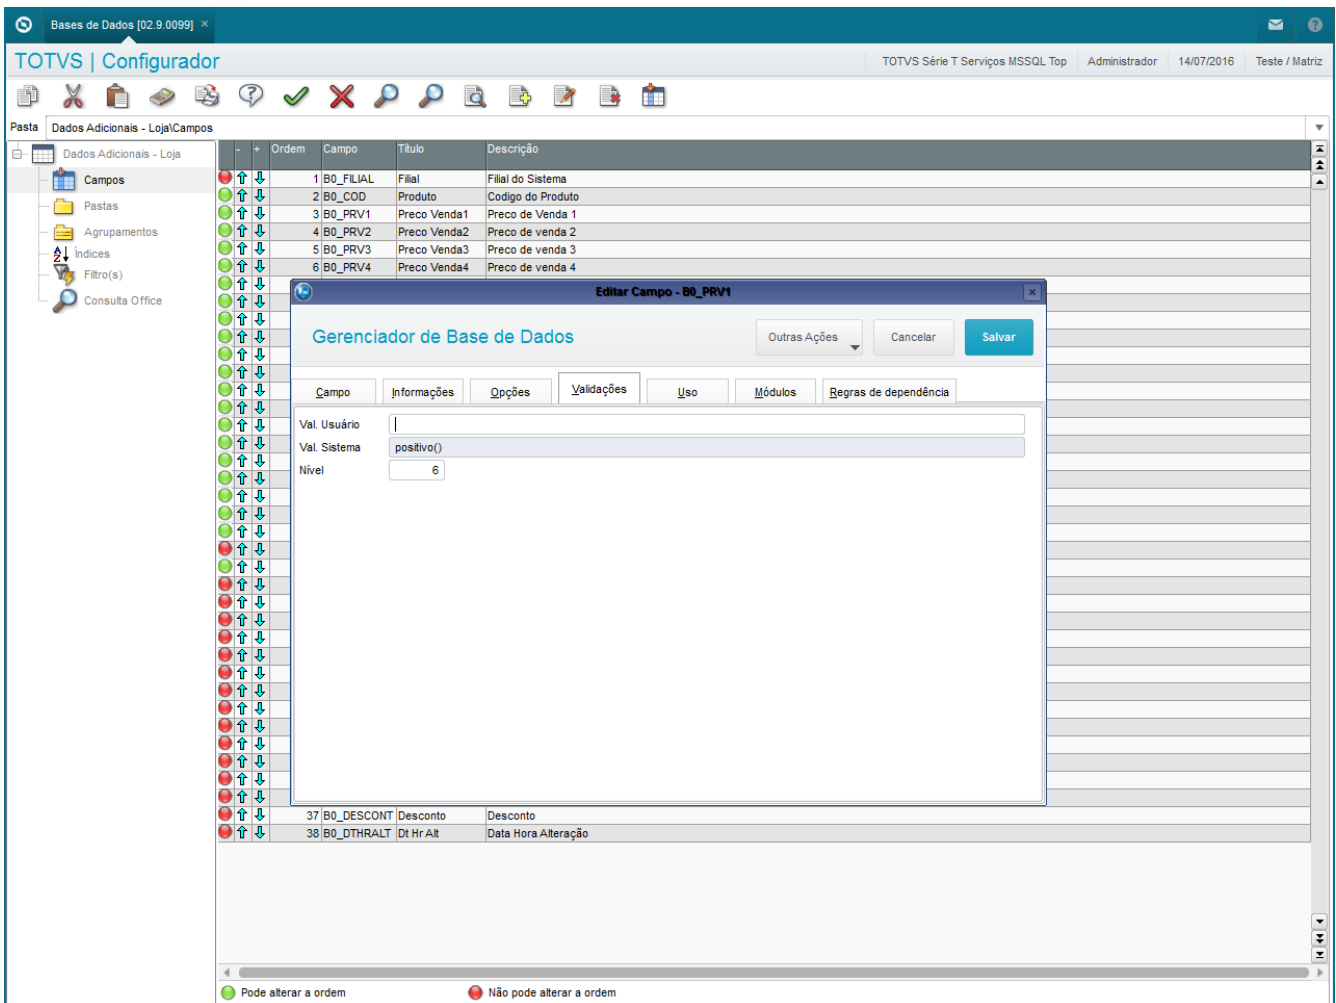 Bases de Dados [02.9.0099] ×
TOTVS | Configurador
TOTVS Série T Serviços MSSQL Top Administrador 14/07/2016 Teste / Matriz
Pasta Dados Adicionais - Loja\Campos
Dados Adicionais - Loja
Campos
Pastas
Agrupamentos
Índices
Filtro(s)
Consulta Office
- + Ordem Campo Título Descrição
1 B0_FILIAL Filial Filial do Sistema
2 B0_COD Produto Codigo do Produto
3 B0_PRV1 Preco Venda1 Preco de Venda 1
4 B0_PRV2 Preco Venda2 Preco de venda 2
5 B0_PRV3 Preco Venda3 Preco de venda 3
6 B0_PRV4 Preco Venda4 Preco de venda 4
Editar Campo - B0_PRV1
Gerenciador de Base de Dados
Outras Ações Cancelar Salvar
Campo Informações Opções Validações Uso Módulos Regras de dependência
Val. Usuário
Val. Sistema positivo()
Nível 6
37 B0_DESCONT Desconto Desconto
38 B0_DTHRALT Dt Hr Alt Data Hora Alteração
Pode alterar a ordem Não pode alterar a ordem